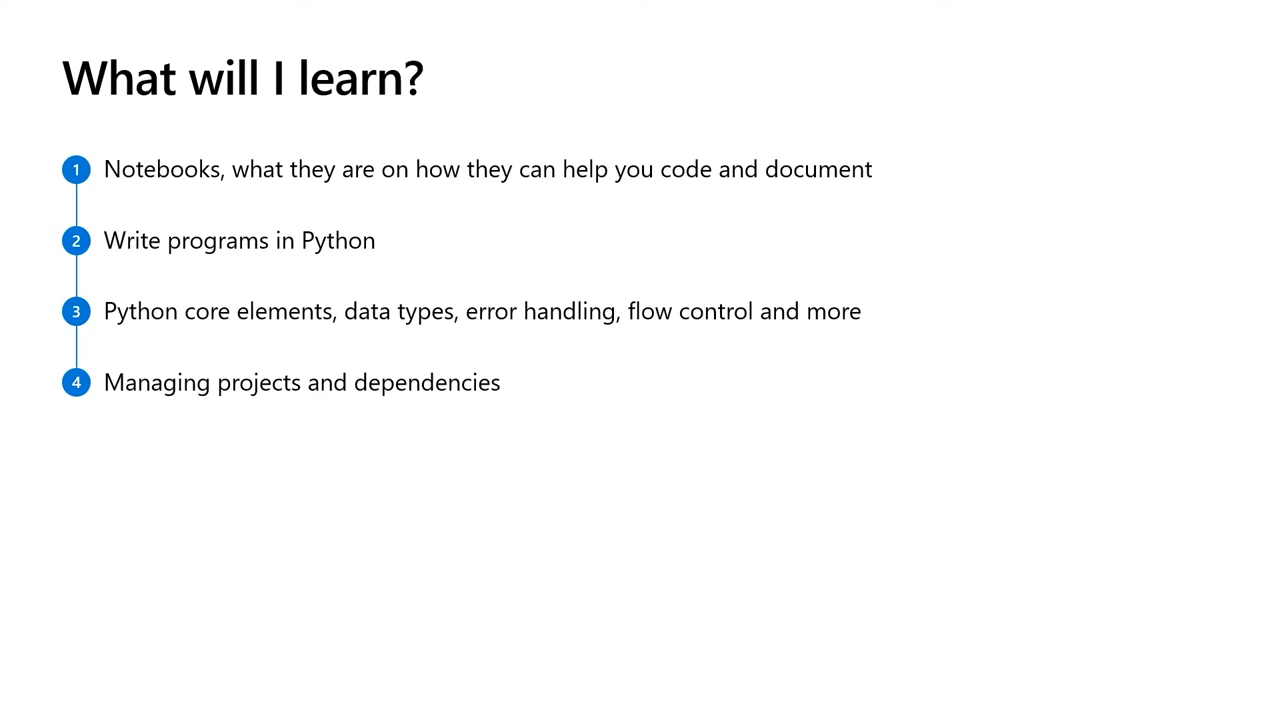 What will I learn?
1 Notebooks, what they are on how they can help you code and document
2 Write programs in Python
3 Python core elements, data types, error handling, flow control and more
4 Managing projects and dependencies